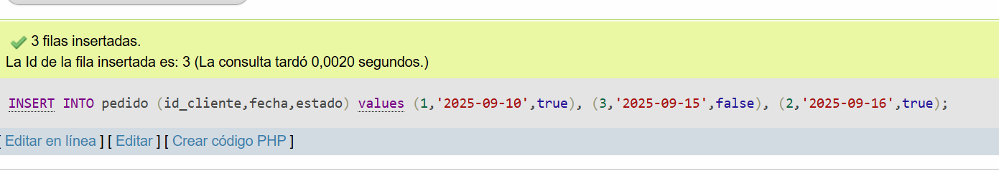 3 filas insertadas.
La Id de la fila insertada es: 3 (La consulta tardó 0,0020 segundos.)
INSERT INTO pedido (id_cliente,fecha,estado) values (1,'2025-09-10',true), (3,'2025-09-15',false), (2,'2025-09-16',true);
[ Editar en línea ] [ Editar ] [ Crear código PHP ]